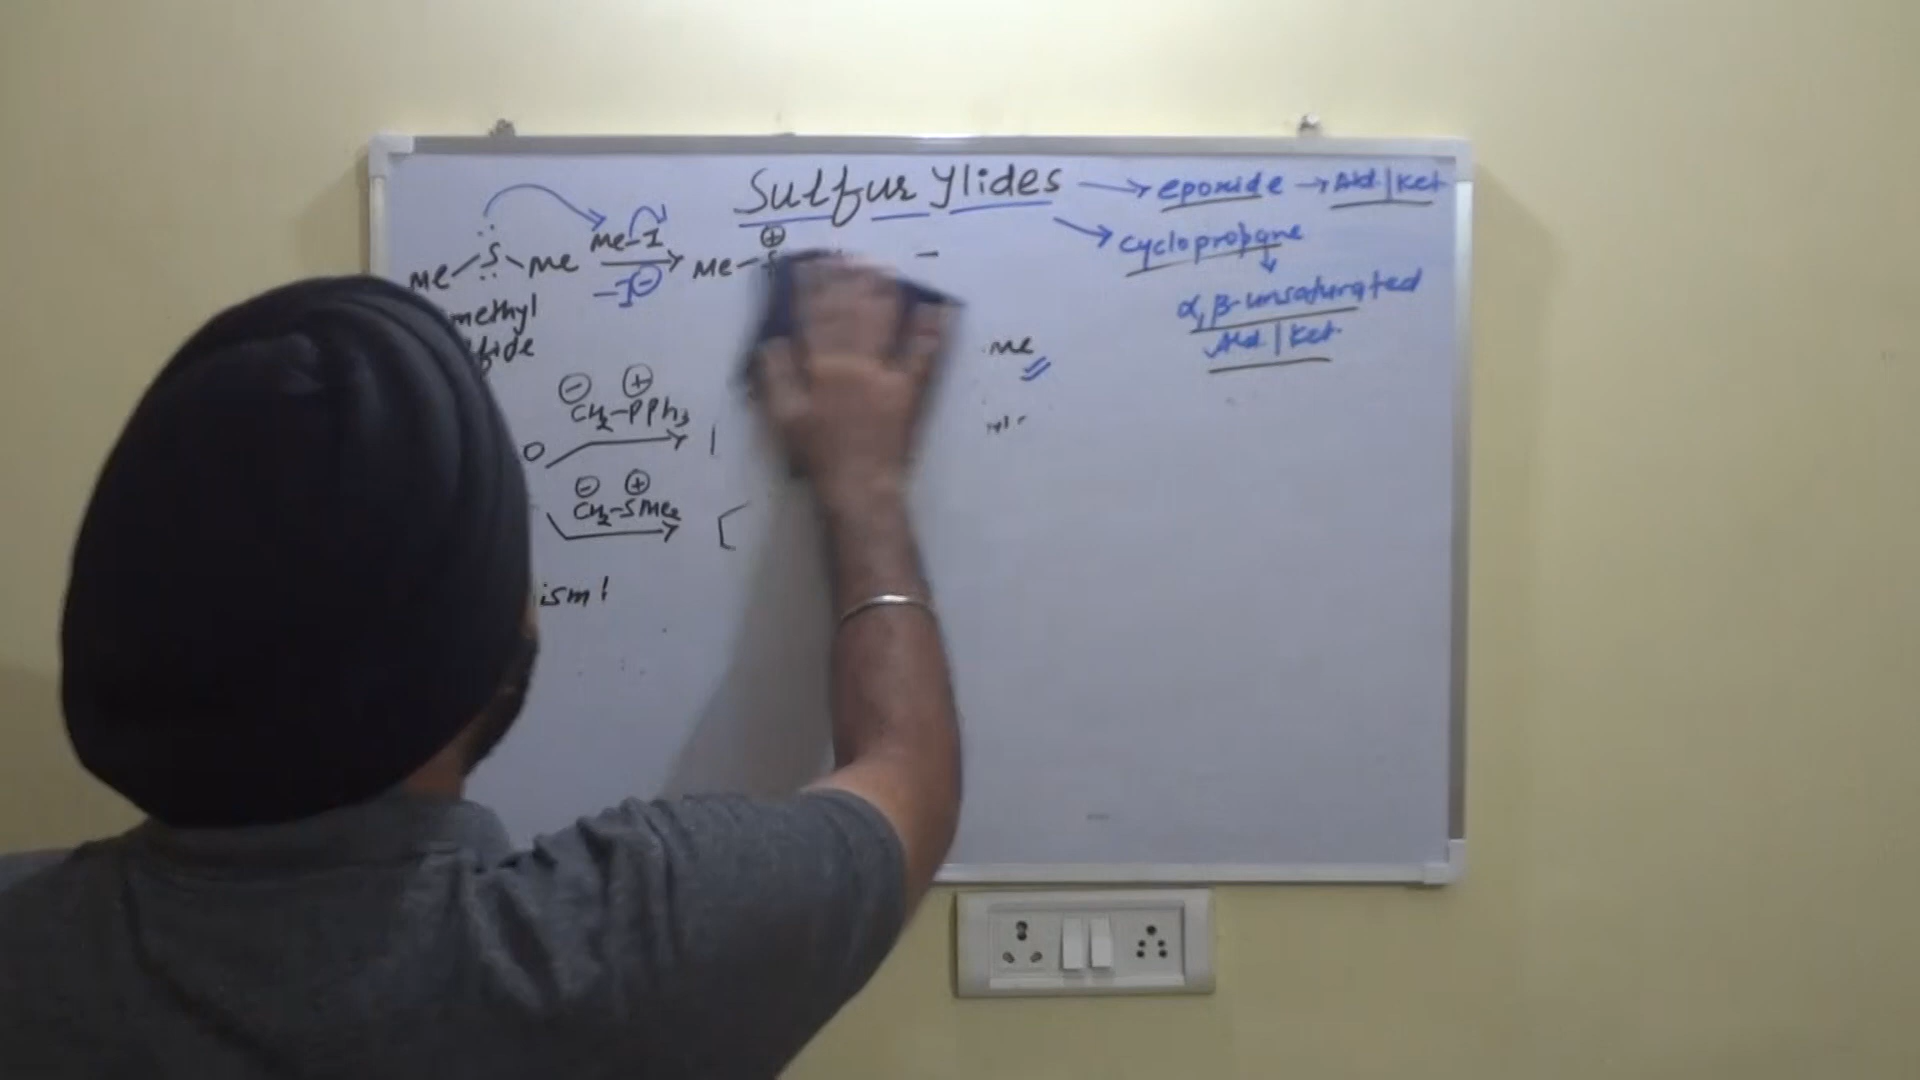 Sulfur Ylides → epoxide → Ald | Ket
→ cyclopropane
↓
α, β-unsaturated
Ald | Ket
Me S Me
Me-I
-I ⊖
Me-S ⊕
methyl
Me
⊖ ⊕
CH2-PPh3
O
⊖ ⊕
CH2-SMe2
ism!